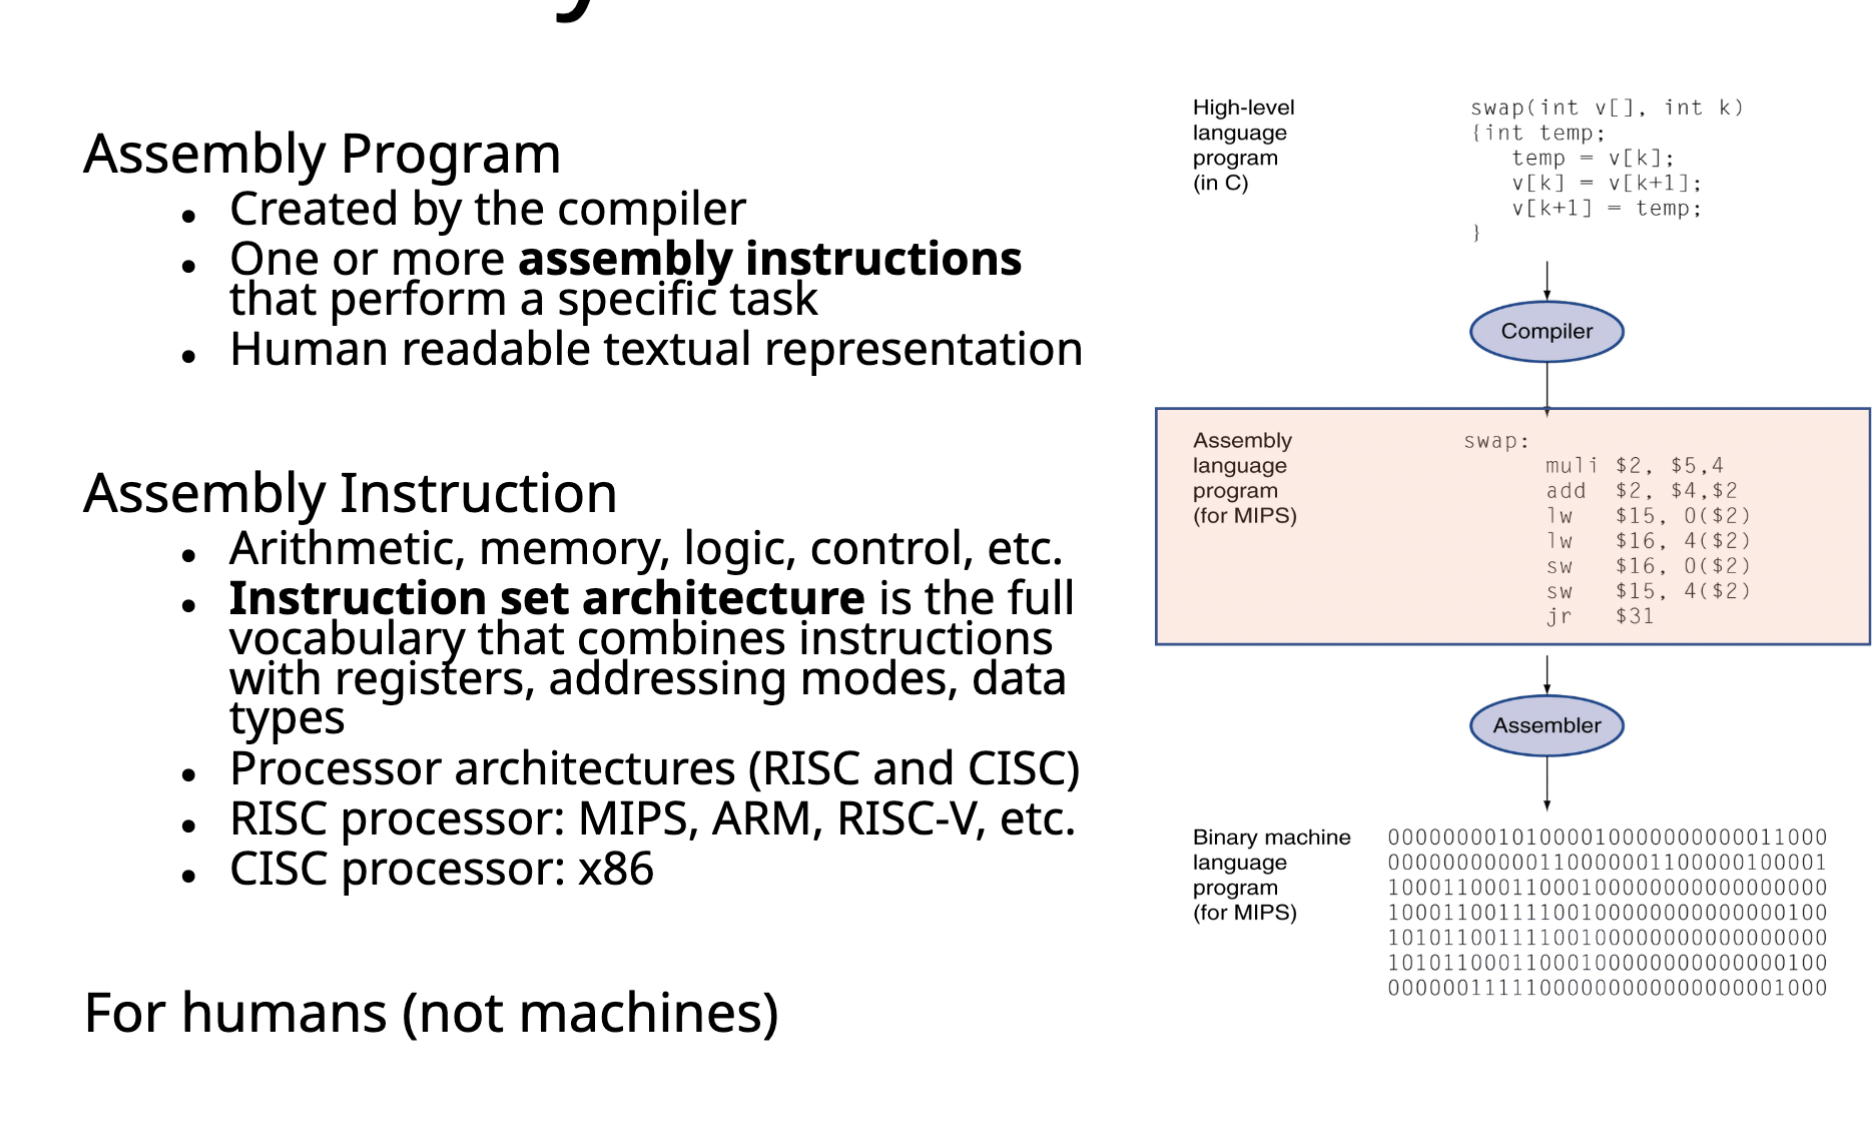 Assembly Program
• Created by the compiler
• One or more assembly instructions
that perform a specific task
• Human readable textual representation
Assembly Instruction
• Arithmetic, memory, logic, control, etc.
• Instruction set architecture is the full
vocabulary that combines instructions
with registers, addressing modes, data
types
• Processor architectures (RISC and CISC)
• RISC processor: MIPS, ARM, RISC-V, etc.
• CISC processor: x86
For humans (not machines)
High-level
language
program
(in C)
swap(int v[], int k)
{int temp;
temp = v[k];
v[k] = v[k+1];
v[k+1] = temp;
}
Compiler
Assembly
language
program
(for MIPS)
swap:
muli $2, $5,4
add $2, $4,$2
lw $15, 0($2)
lw $16, 4($2)
sw $16, 0($2)
sw $15, 4($2)
jr $31
Assembler
Binary machine
language
program
(for MIPS)
00000000101000010000000000011000
00000000000110000001100000100001
10001100011000100000000000000000
10001100111100100000000000000100
10101100111100100000000000000000
10101100011000100000000000000100
00000011111000000000000000001000